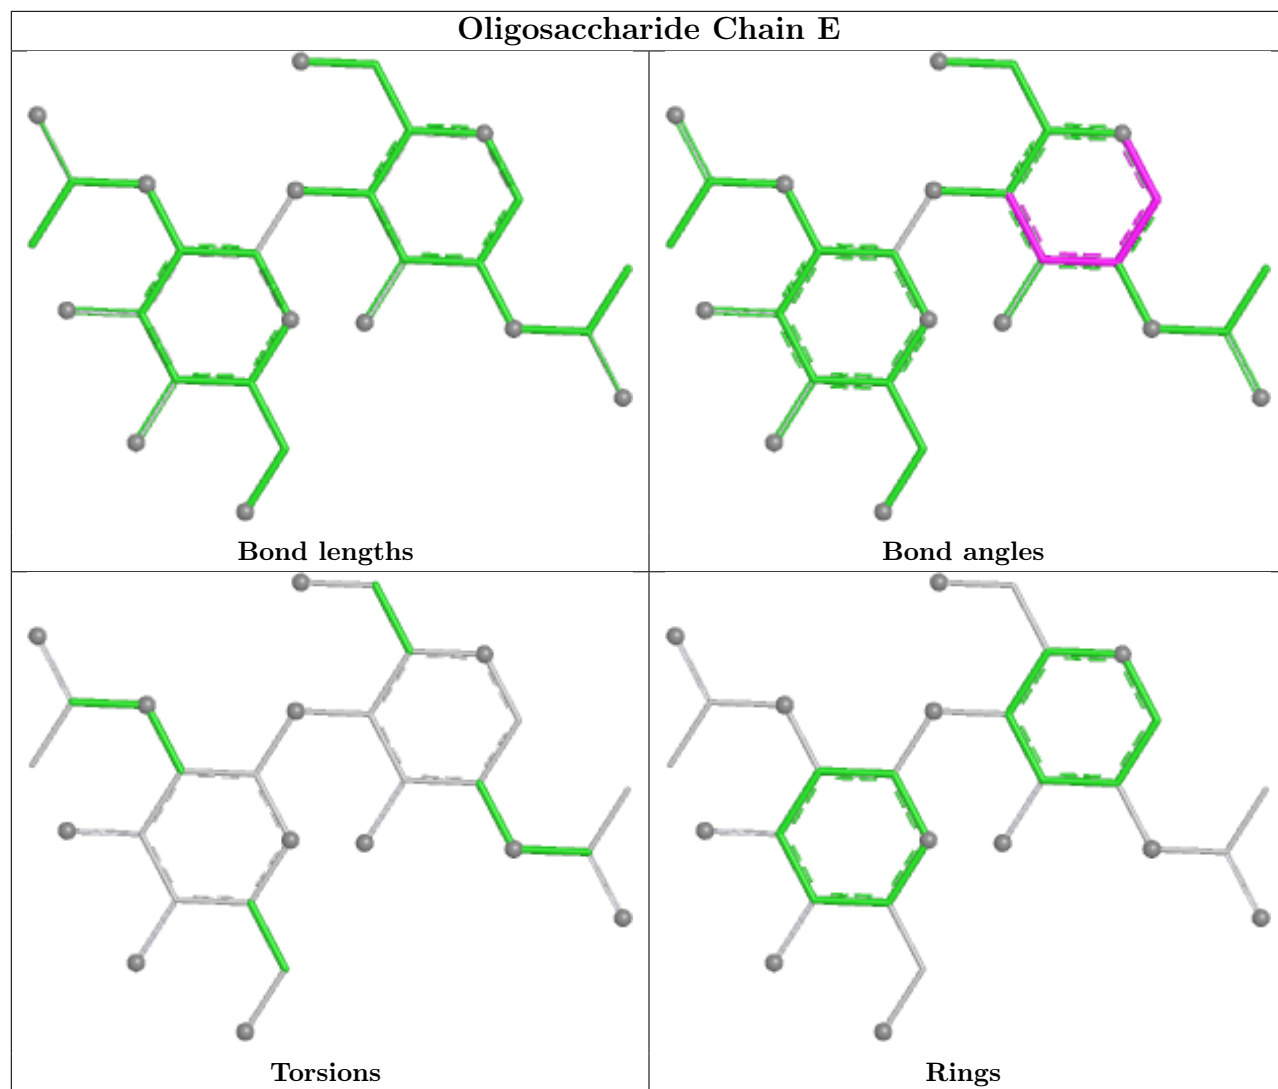 Oligosaccharide Chain E
Bond lengths
Bond angles
Torsions
Rings